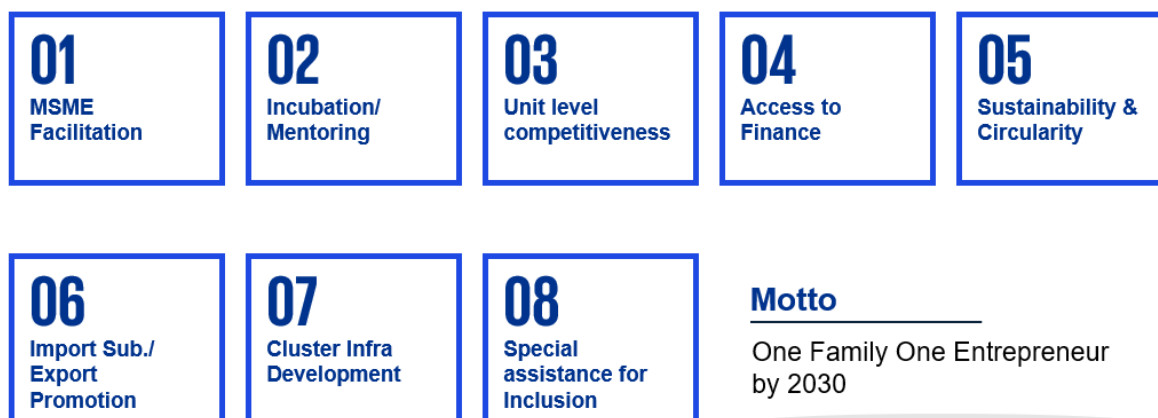 01
MSME
Facilitation
02
Incubation/
Mentoring
03
Unit level
competitiveness
04
Access to
Finance
05
Sustainability &
Circularity
06
Import Sub./
Export
Promotion
07
Cluster Infra
Development
08
Special
assistance for
Inclusion
Motto
One Family One Entrepreneur
by 2030